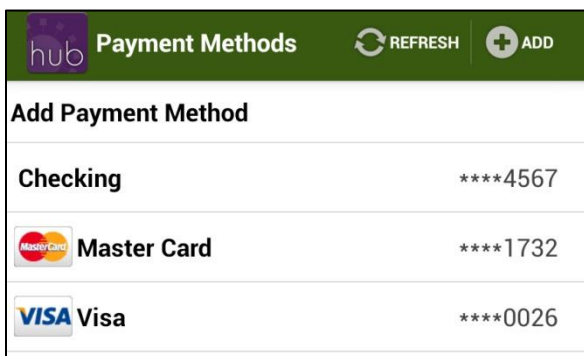 hub Payment Methods REFRESH ADD
Add Payment Method
Checking ****4567
MasterCard Master Card ****1732
VISA Visa ****0026